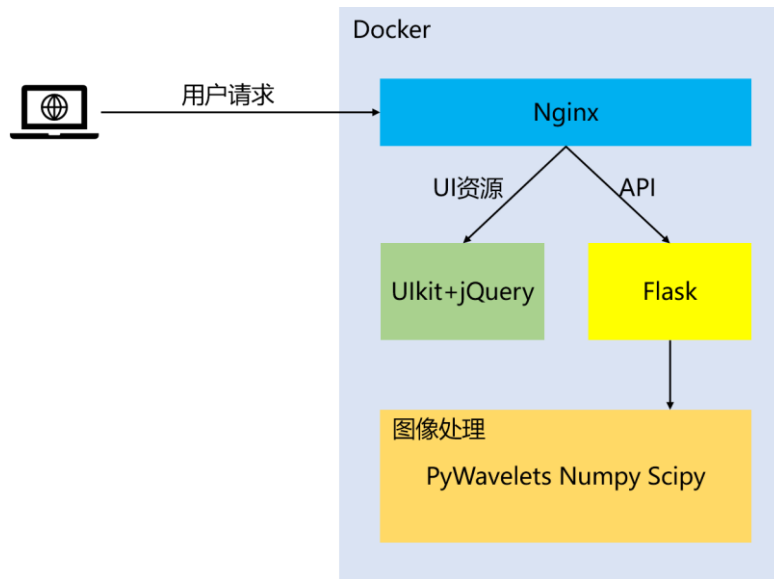 Docker
用户请求
Nginx
UI资源
API
UIkit+jQuery
Flask
图像处理
PyWavelets Numpy Scipy